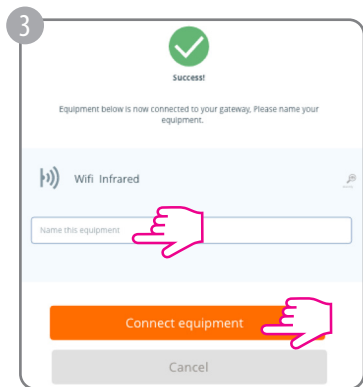 3
Success!
Equipment below is now connected to your gateway, Please name your
equipment.
Wifi Infrared
Name this equipment
Connect equipment
Cancel